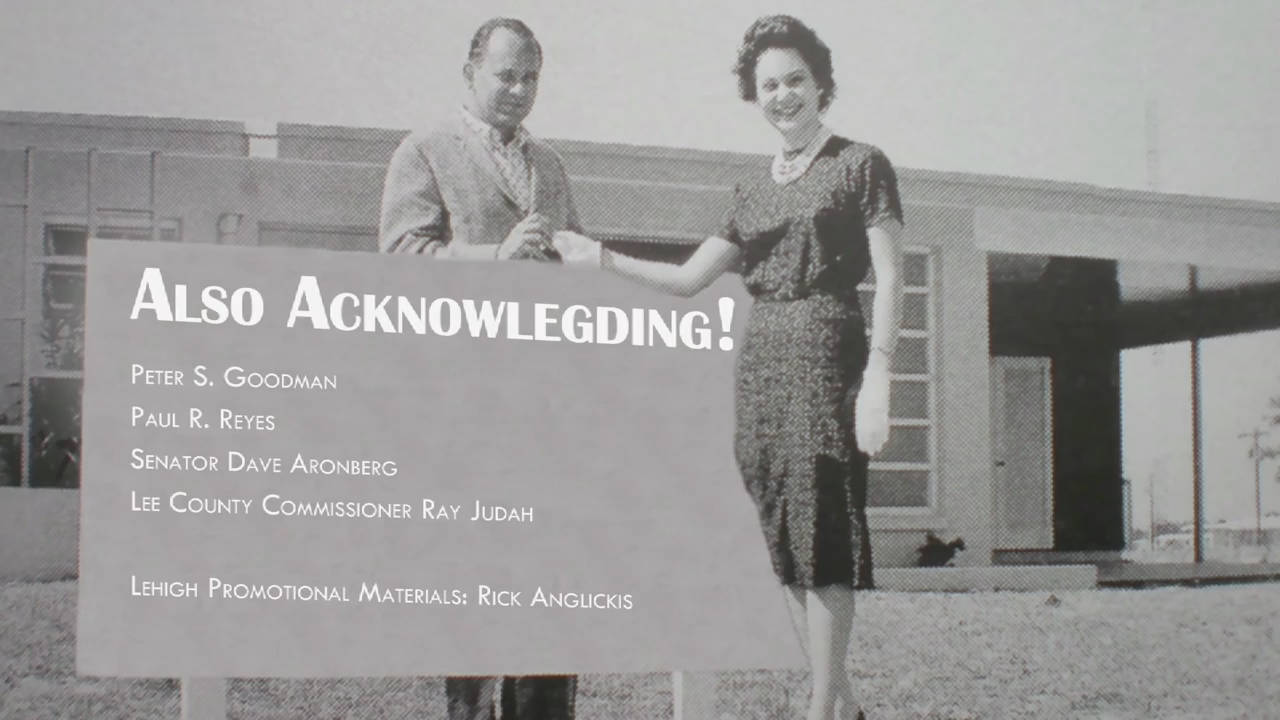 Also Acknowlegding!
Peter S. Goodman
Paul R. Reyes
Senator Dave Aronberg
Lee County Commissioner Ray Judah
Lehigh Promotional Materials: Rick Anglickis